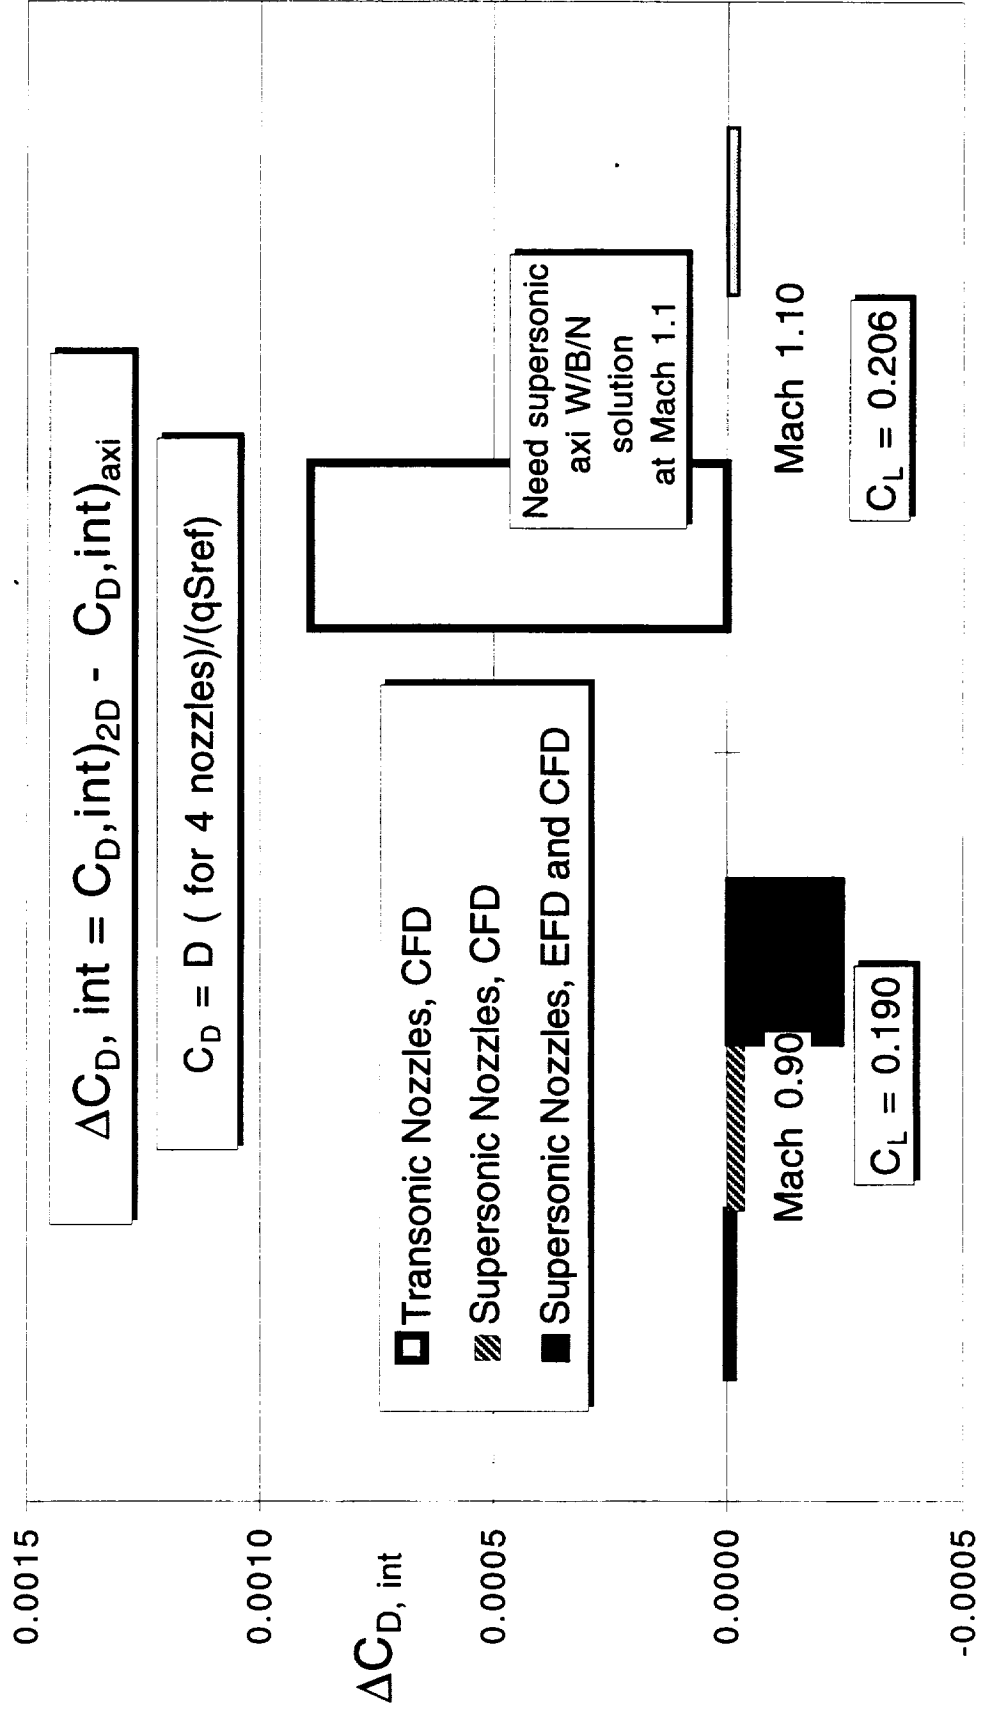 ΔC_D, int = C_D,int)_2D - C_D,int)_axi
C_D = D ( for 4 nozzles)/(qSref)
0.0015
0.0010
ΔC_D, int
0.0005
0.0000
-0.0005
Transonic Nozzles, CFD
Supersonic Nozzles, CFD
Supersonic Nozzles, EFD and CFD
Need supersonic
axi W/B/N
solution
at Mach 1.1
Mach 0.90
C_L = 0.190
Mach 1.10
C_L = 0.206